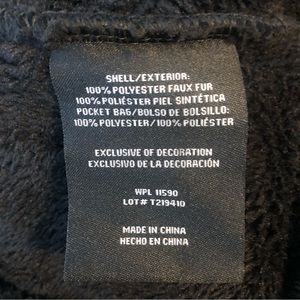 SHELL/EXTERIOR:
100% POLYESTER FAUX FUR
100% POLIÉSTER PIEL SINTÉTICA
POCKET BAG/BOLSO DE BOLSILLO:
100% POLYESTER/100% POLIÉSTER
EXCLUSIVE OF DECORATION
EXCLUSIVO DE LA DECORACIÓN
WPL 11590
LOT# T219410
MADE IN CHINA
HECHO EN CHINA